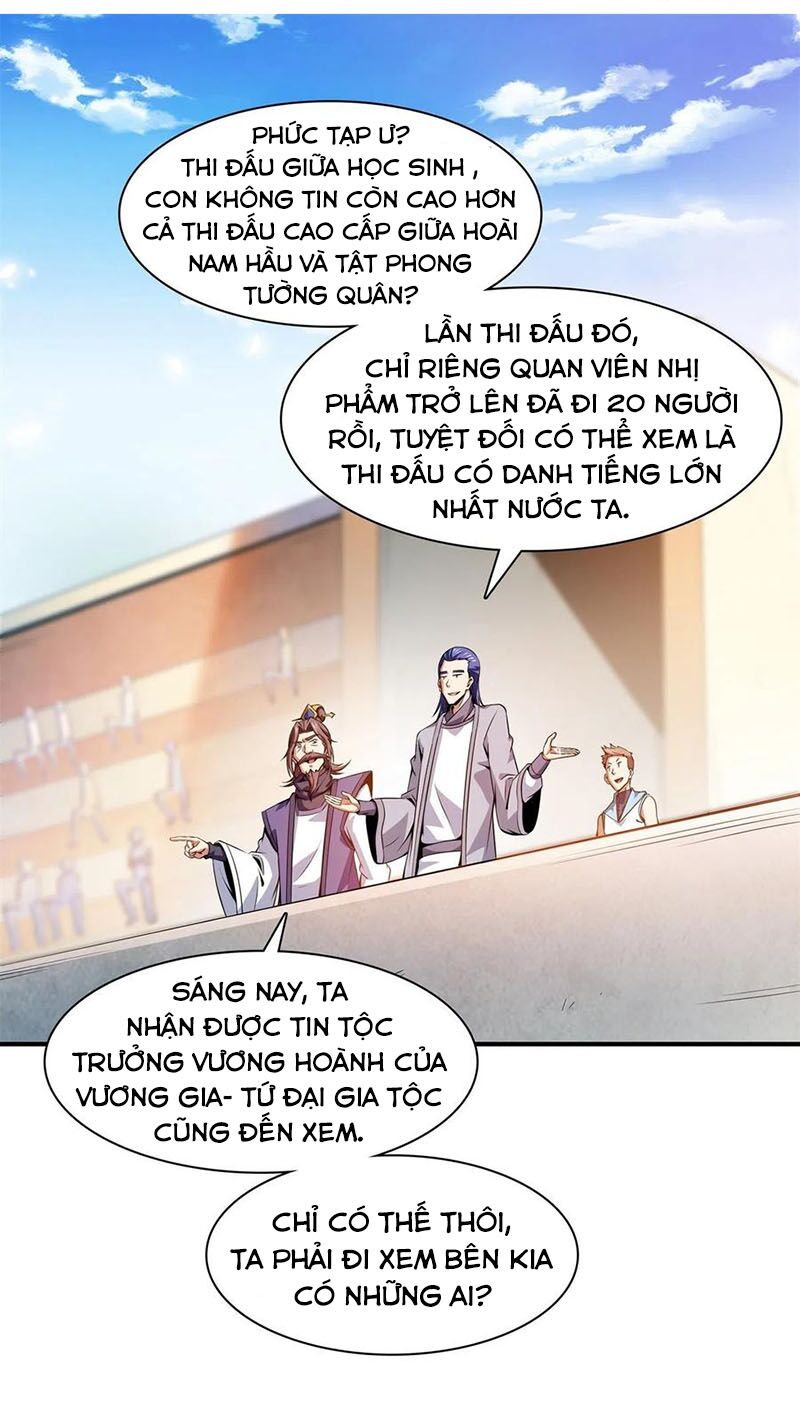 PHỨC TẠP Ư?
THI ĐẤU GIỮA HỌC SINH ,
CON KHÔNG TIN CÒN CAO HƠN
CẢ THI ĐẤU CAO CẤP GIỮA HOÀI
NAM HẦU VÀ TẬT PHONG
TƯỜNG QUÂN?
LẦN THI ĐẤU ĐÓ,
CHỈ RIÊNG QUAN VIÊN NHỊ
PHẨM TRỞ LÊN ĐÃ ĐI 20 NGƯỜI
RỒI, TUYỆT ĐỐI CÓ THỂ XEM LÀ
THI ĐẤU CÓ DANH TIẾNG LỚN
NHẤT NƯỚC TA.
SÁNG NAY, TA
NHẬN ĐƯỢC TIN TỘC
TRƯỞNG VƯƠNG HOÀNH CỦA
VƯƠNG GIA- TỨ ĐẠI GIA TỘC
CŨNG ĐẾN XEM.
CHỈ CÓ THẾ THÔI,
TA PHẢI ĐI XEM BÊN KIA
CÓ NHỮNG AI?